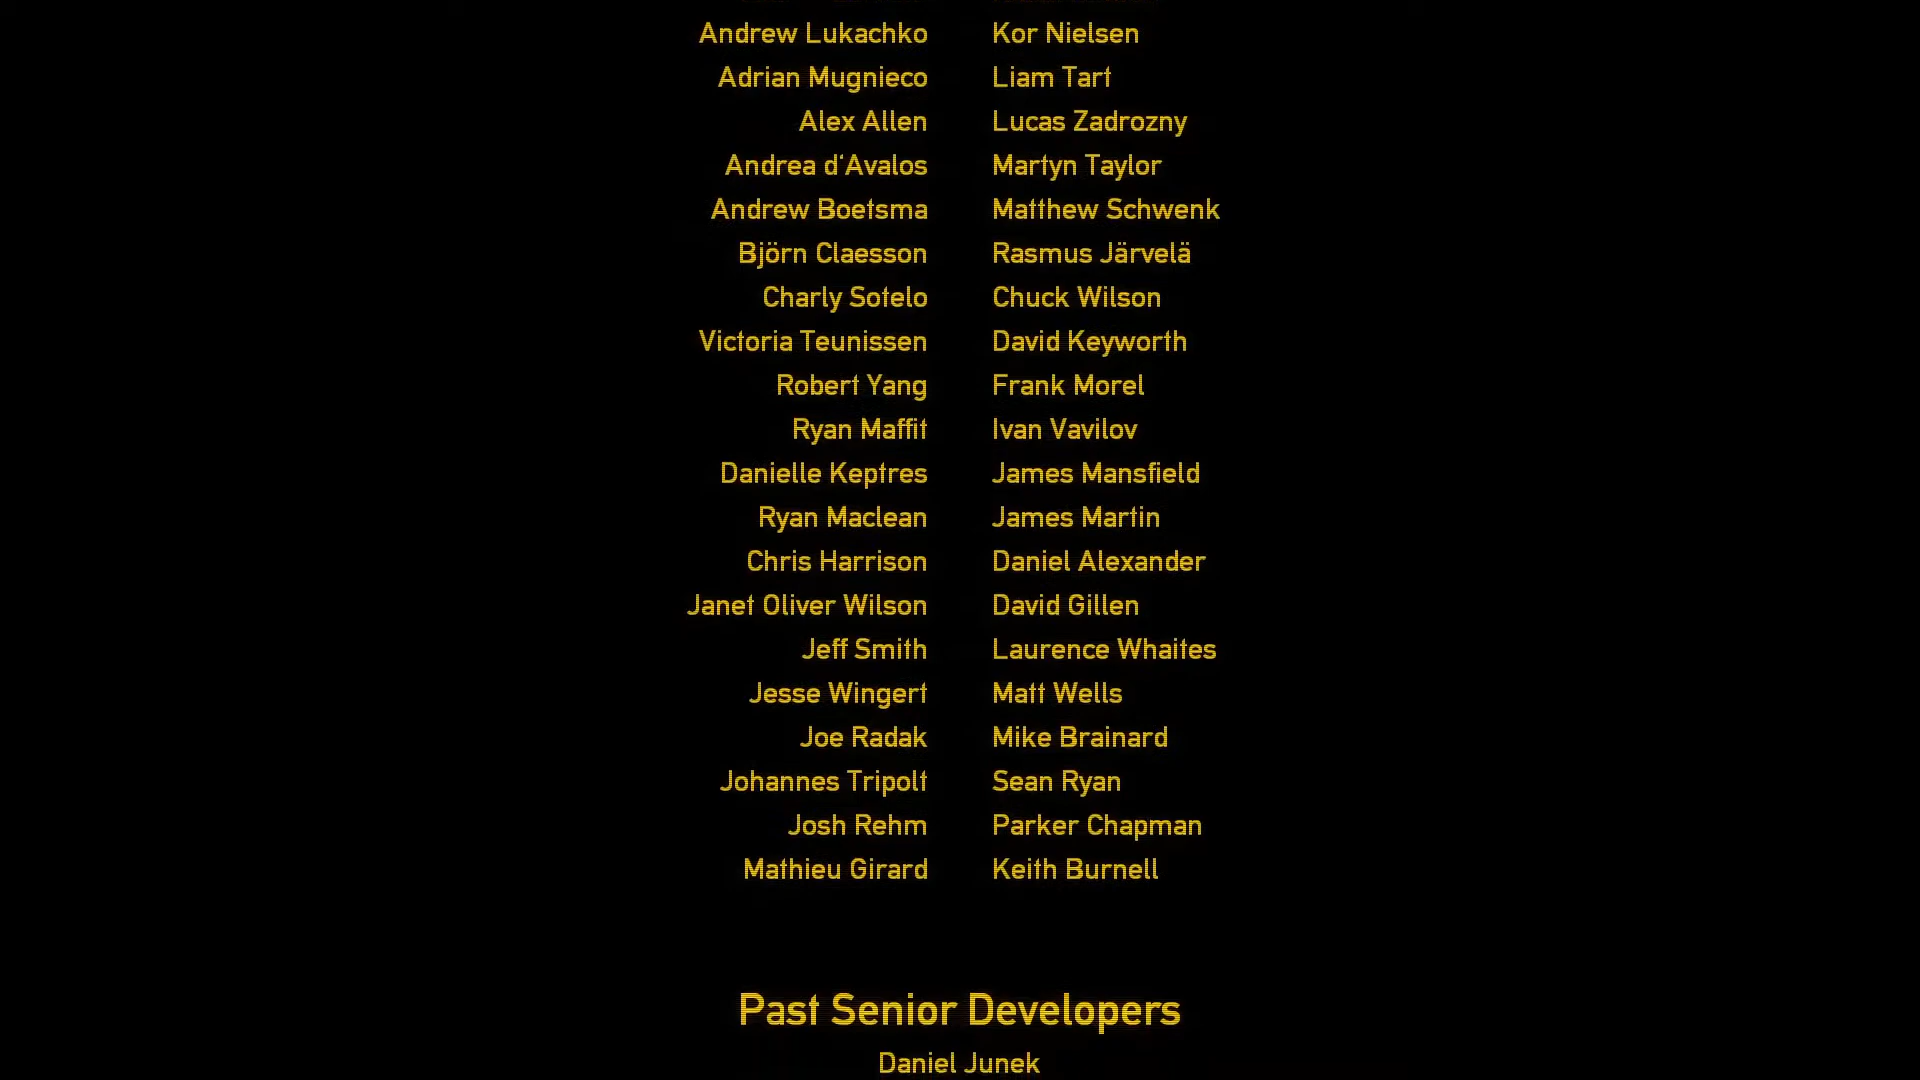 Andrew Lukachko Kor Nielsen
Adrian Mugnieco Liam Tart
Alex Allen Lucas Zadrozny
Andrea d'Avalos Martyn Taylor
Andrew Boetsma Matthew Schwenk
Björn Claesson Rasmus Järvelä
Charly Sotelo Chuck Wilson
Victoria Teunissen David Keyworth
Robert Yang Frank Morel
Ryan Maffit Ivan Vavilov
Danielle Keptres James Mansfield
Ryan Maclean James Martin
Chris Harrison Daniel Alexander
Janet Oliver Wilson David Gillen
Jeff Smith Laurence Whaites
Jesse Wingert Matt Wells
Joe Radak Mike Brainard
Johannes Tripolt Sean Ryan
Josh Rehm Parker Chapman
Mathieu Girard Keith Burnell
Past Senior Developers
Daniel Junek